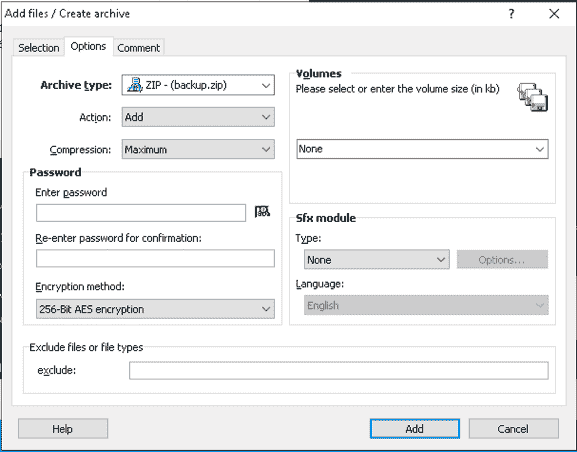 Add files / Create archive
?
Selection
Options
Comment
Archive type:
ZIP - (backup.zip)
Action:
Add
Compression:
Maximum
Password
Enter password
Re-enter password for confirmation:
Encryption method:
256-Bit AES encryption
Volumes
Please select or enter the volume size (in kb)
None
Sfx module
Type:
None
Options...
Language:
English
Exclude files or file types
exclude:
Help
Add
Cancel